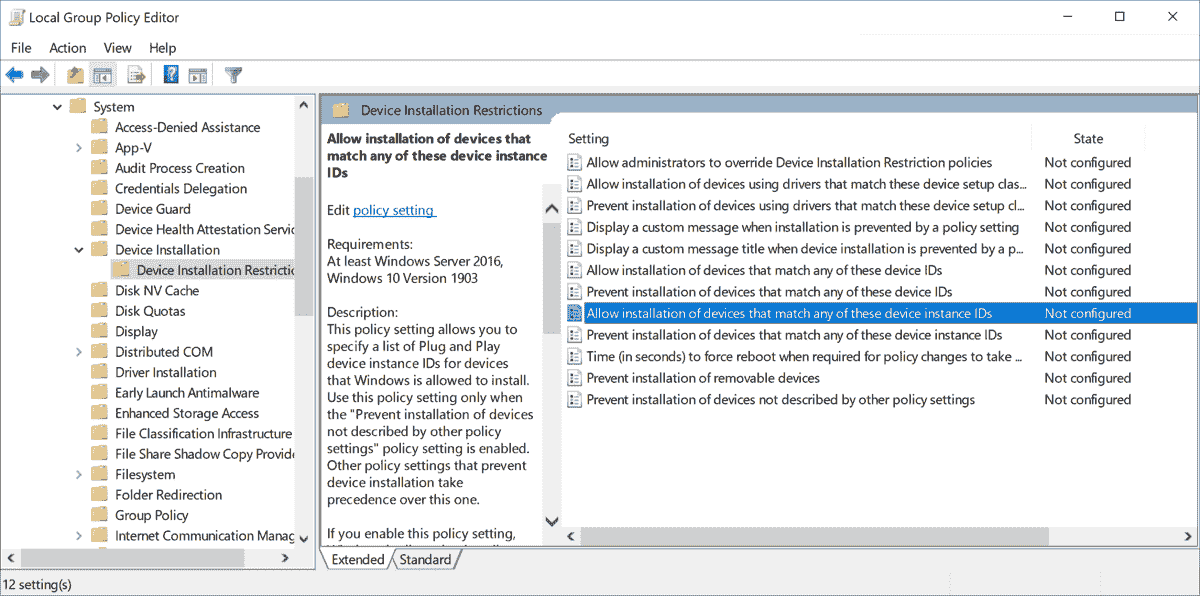 Local Group Policy Editor
File Action View Help
System
Access-Denied Assistance
App-V
Audit Process Creation
Credentials Delegation
Device Guard
Device Health Attestation Servic
Device Installation
Device Installation Restrictic
Disk NV Cache
Disk Quotas
Display
Distributed COM
Driver Installation
Early Launch Antimalware
Enhanced Storage Access
File Classification Infrastructure
File Share Shadow Copy Provide
Filesystem
Folder Redirection
Group Policy
Internet Communication Manag
Device Installation Restrictions
Allow installation of devices that
match any of these device instance
IDs
Edit policy setting
Requirements:
At least Windows Server 2016,
Windows 10 Version 1903
Description:
This policy setting allows you to
specify a list of Plug and Play
device instance IDs for devices
that Windows is allowed to install.
Use this policy setting only when
the "Prevent installation of devices
not described by other policy
settings" policy setting is enabled.
Other policy settings that prevent
device installation take
precedence over this one.
If you enable this policy setting,
Setting State
Allow administrators to override Device Installation Restriction policies Not configured
Allow installation of devices using drivers that match these device setup clas... Not configured
Prevent installation of devices using drivers that match these device setup cl... Not configured
Display a custom message when installation is prevented by a policy setting Not configured
Display a custom message title when device installation is prevented by a p... Not configured
Allow installation of devices that match any of these device IDs Not configured
Prevent installation of devices that match any of these device IDs Not configured
Allow installation of devices that match any of these device instance IDs Not configured
Prevent installation of devices that match any of these device instance IDs Not configured
Time (in seconds) to force reboot when required for policy changes to take ... Not configured
Prevent installation of removable devices Not configured
Prevent installation of devices not described by other policy settings Not configured
Extended Standard
12 setting(s)